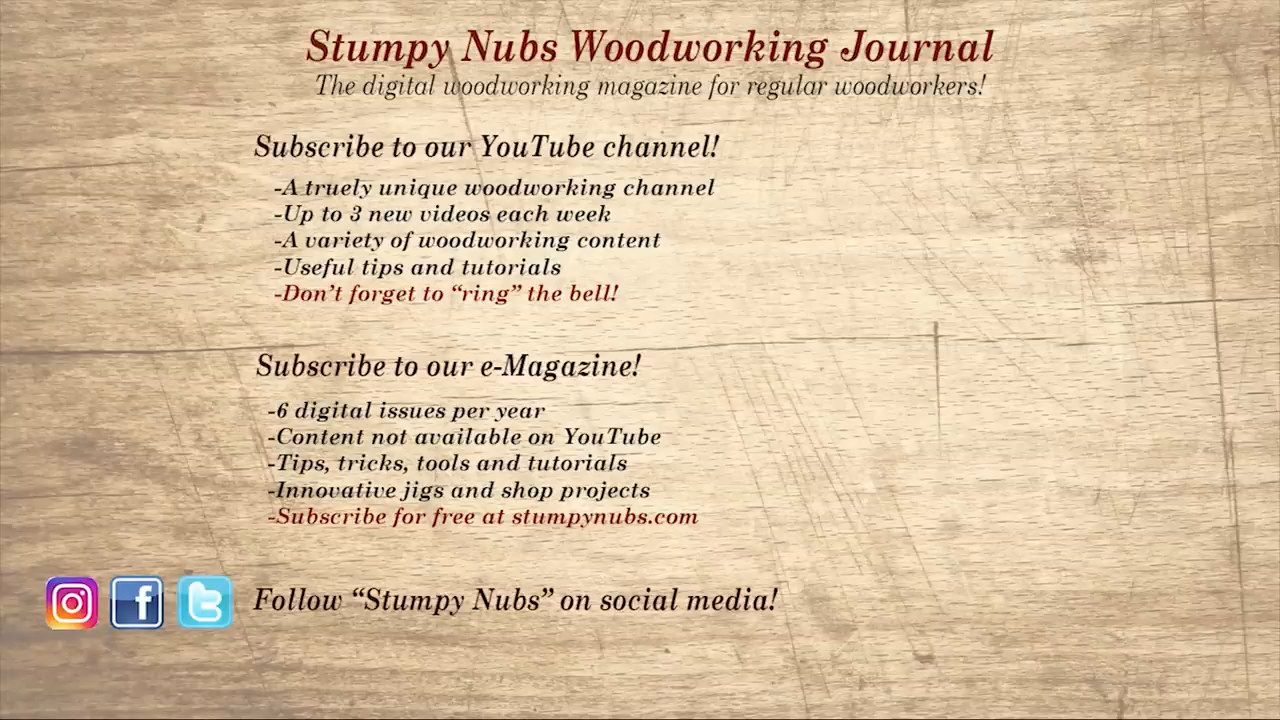 Stumpy Nubs Woodworking Journal
The digital woodworking magazine for regular woodworkers!
Subscribe to our YouTube channel!
-A truely unique woodworking channel
-Up to 3 new videos each week
-A variety of woodworking content
-Useful tips and tutorials
-Don't forget to “ring” the bell!
Subscribe to our e-Magazine!
-6 digital issues per year
-Content not available on YouTube
-Tips, tricks, tools and tutorials
-Innovative jigs and shop projects
-Subscribe for free at stumpynubs.com
Follow “Stumpy Nubs” on social media!